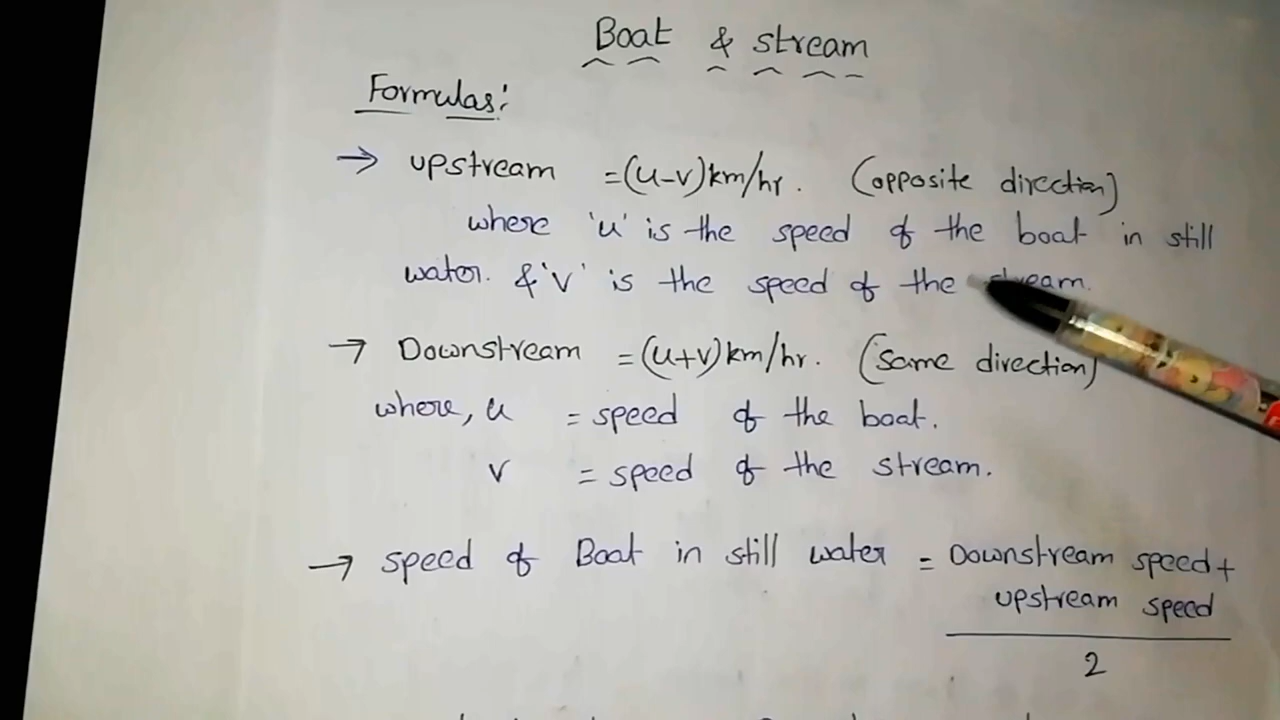 Boat & stream
Formulas:
→ upstream = (u-v)km/hr. (opposite direction)
where 'u' is the speed of the boat in still
water. & 'v' is the speed of the stream.
→ Downstream = (u+v)km/hr. (same direction)
where, u = speed of the boat.
v = speed of the stream.
→ speed of Boat in still water = Downstream speed +
upstream speed
2